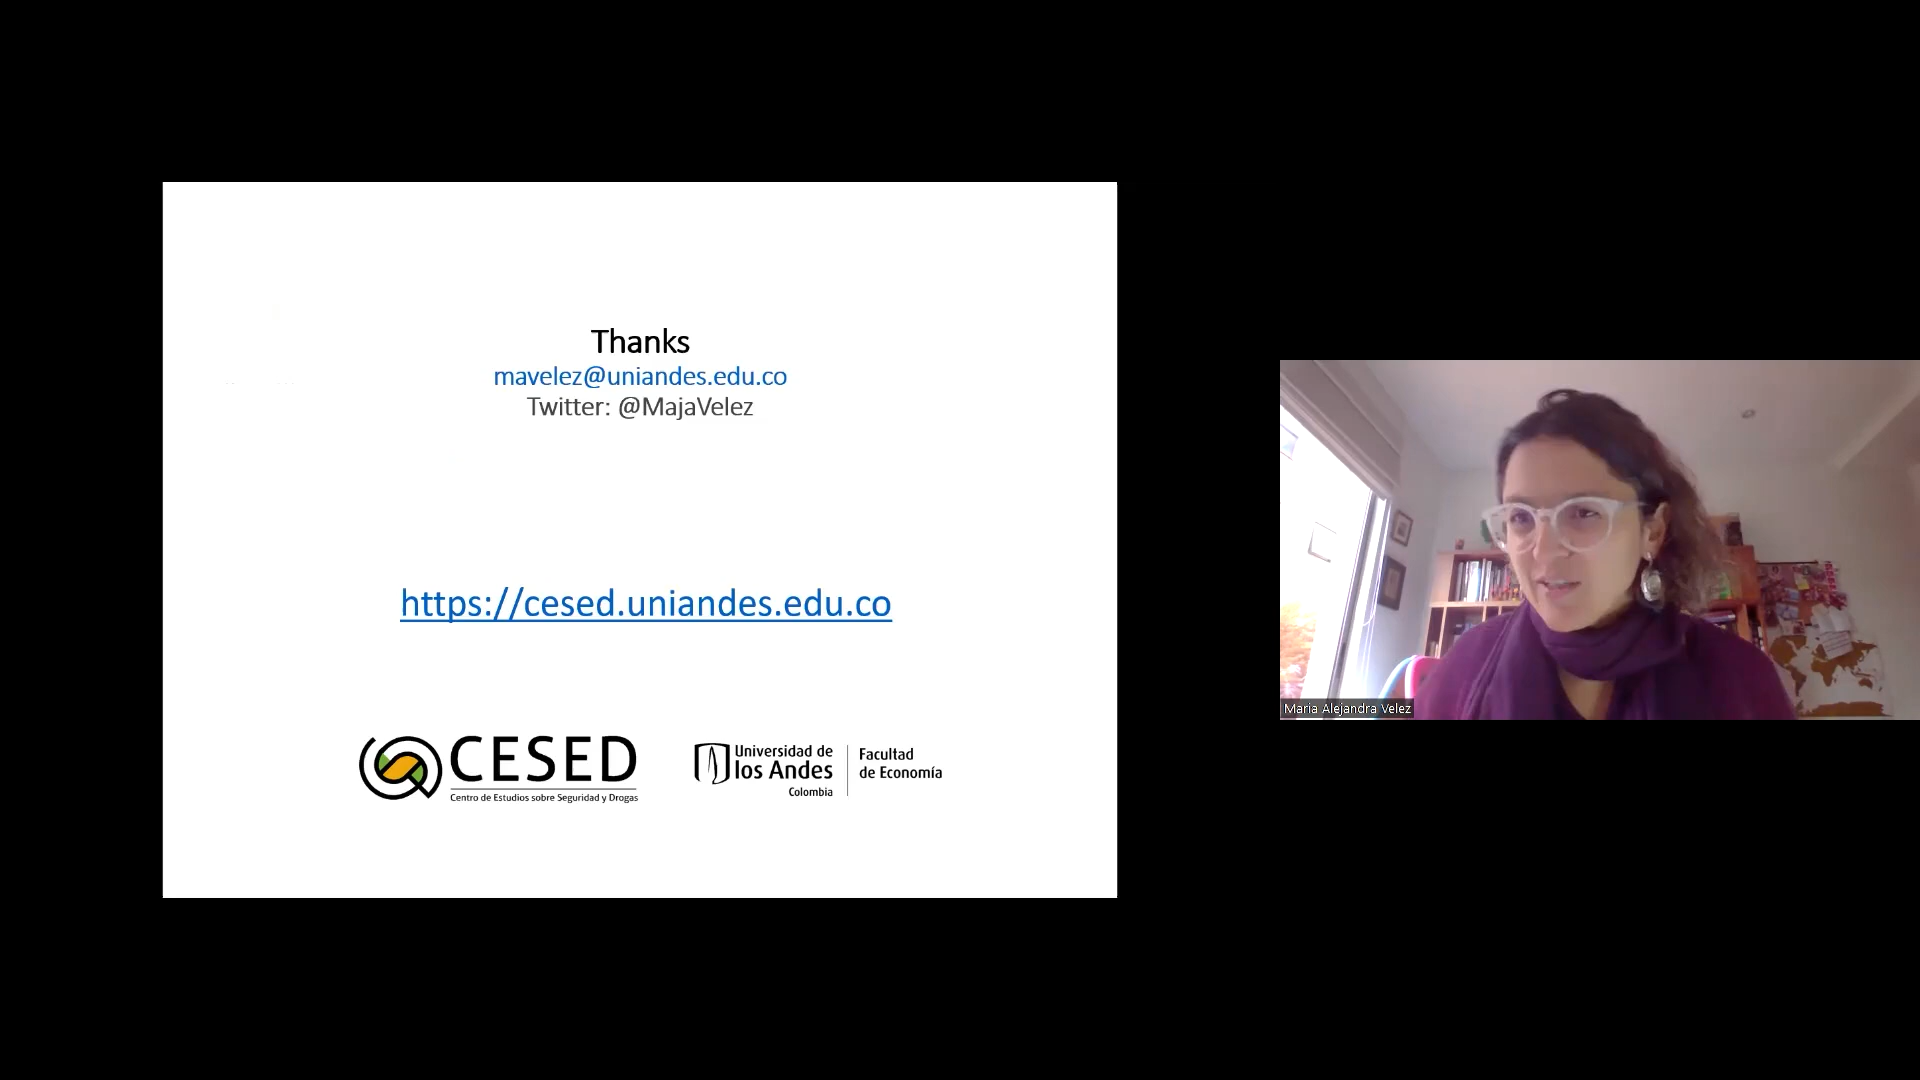 Thanks
mavelez@uniandes.edu.co
Twitter: @MajaVelez
https://cesed.uniandes.edu.co
CESED
Centro de Estudios sobre Seguridad y Drogas
Universidad de
los Andes
Colombia
Facultad
de Economía
Maria Alejandra Velez